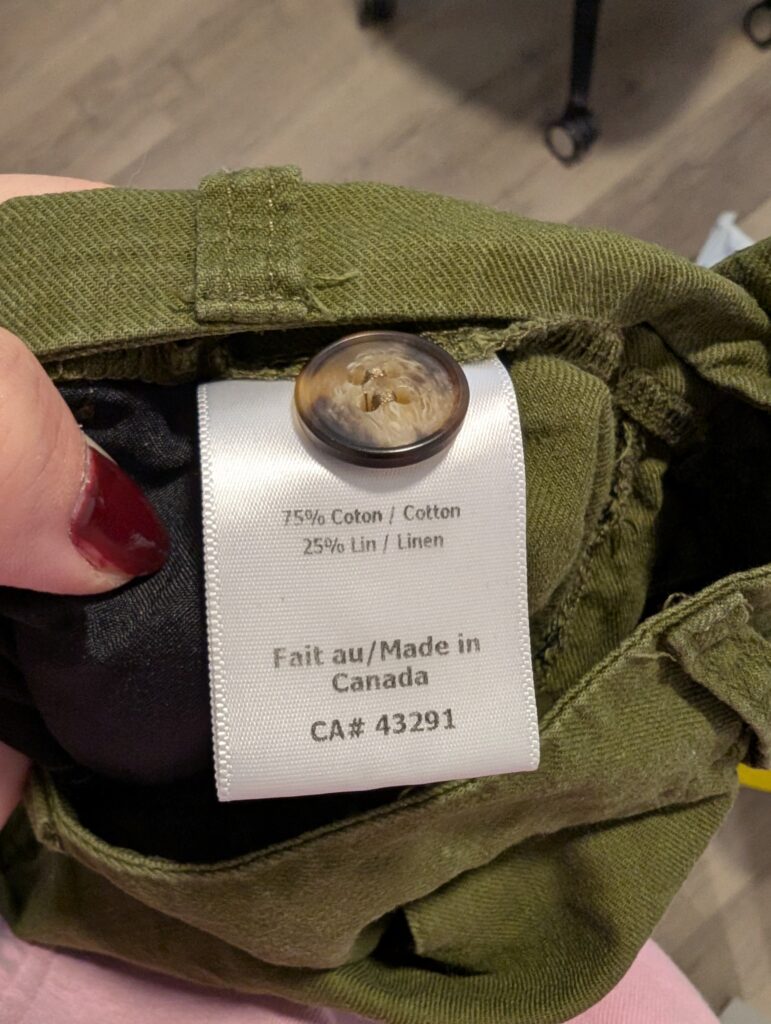 75% Coton / Cotton
25% Lin / Linen
Fait au/Made in
Canada
CA# 43291